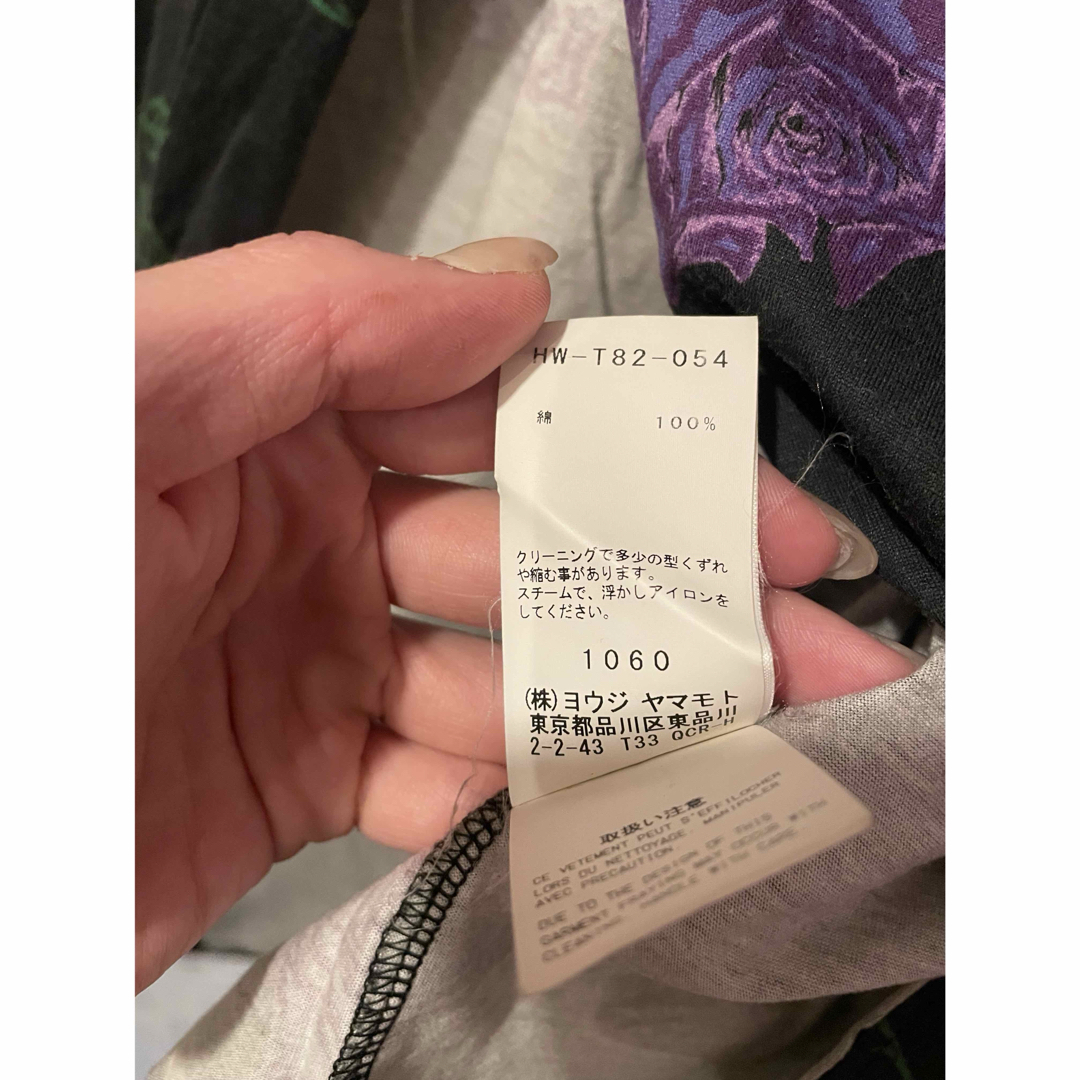 HW-T82-054
綿 100%
クリーニングで多少の型くずれ
や縮む事があります。
スチームで、浮かしアイロンを
してください。
1060
(株)ヨウジ ヤマモト
東京都品川区東品川
2-2-43 T33 QCR-H
取扱い注意
CE VETEMENT PEUT S'EFFILOCHER
LORS DU NETTOYAGE. MANIPULER
AVEC PRECAUTION.
DUE TO THE DESIGN OF THIS
GARMENT FRAYING MAY OCCUR WITH
CLEANING. HANDLE WITH CARE.